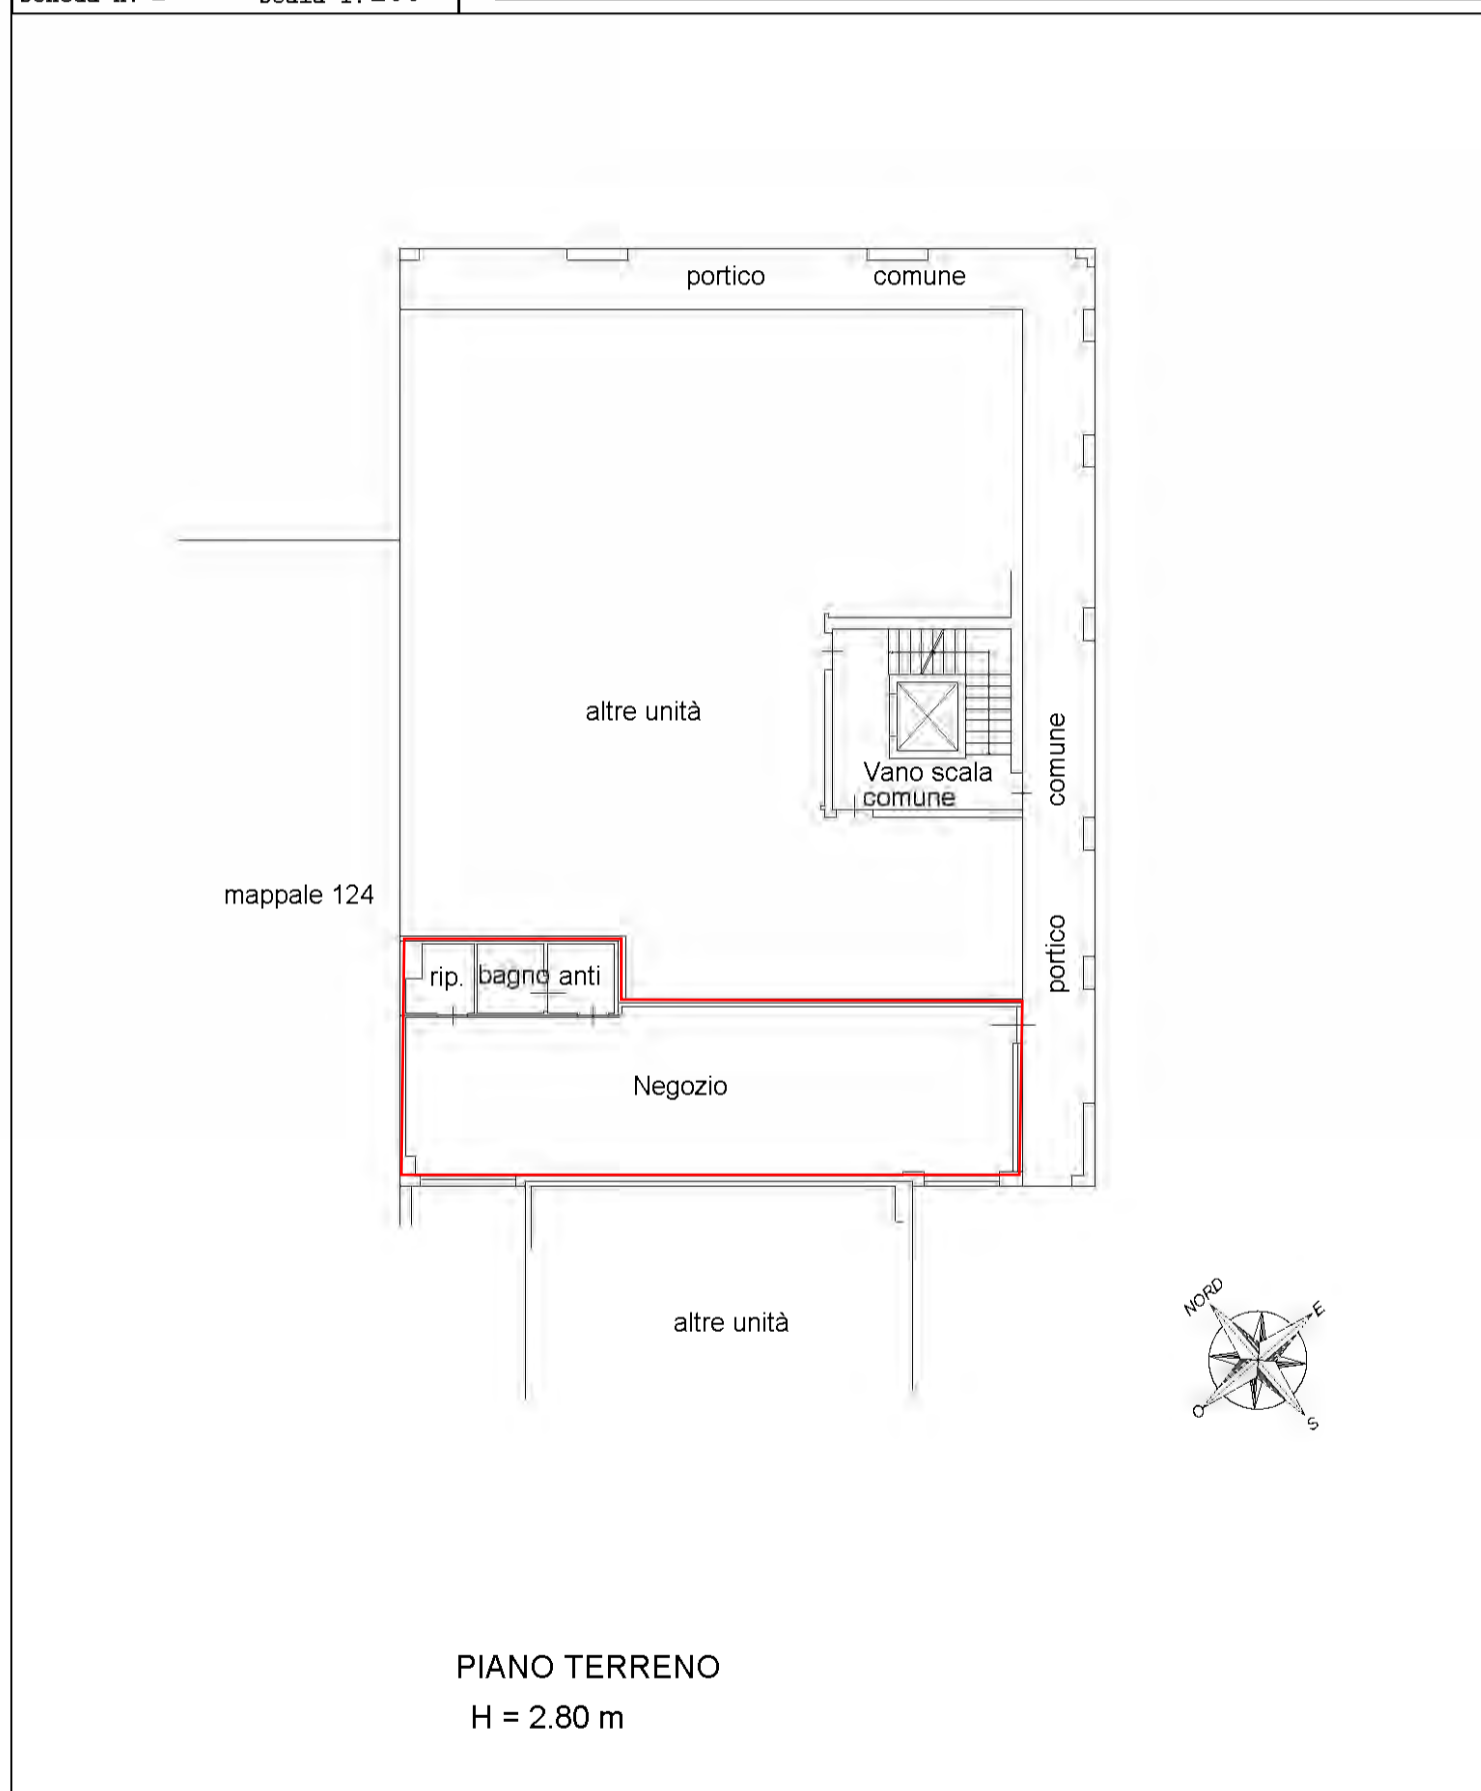 portico comune
altre unità
Vano scala
comune
comune
portico
mappale 124
rip. bagno anti
Negozio
altre unità
NORD
E
O
S
PIANO TERRENO
H = 2.80 m